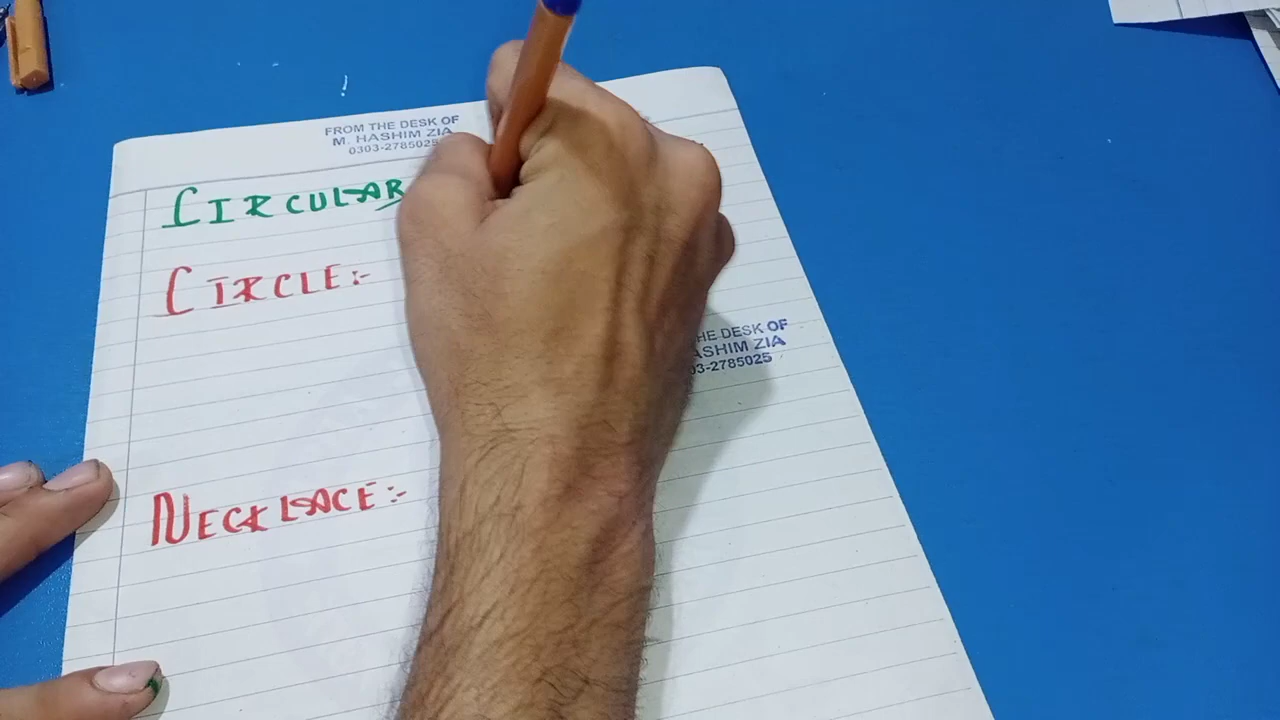 FROM THE DESK OF
M. HASHIM ZIA
0303-2785025
CIRCULAR
CIRCLE:-
HE DESK OF
ASHIM ZIA
03-2785025
NECKLACE:-